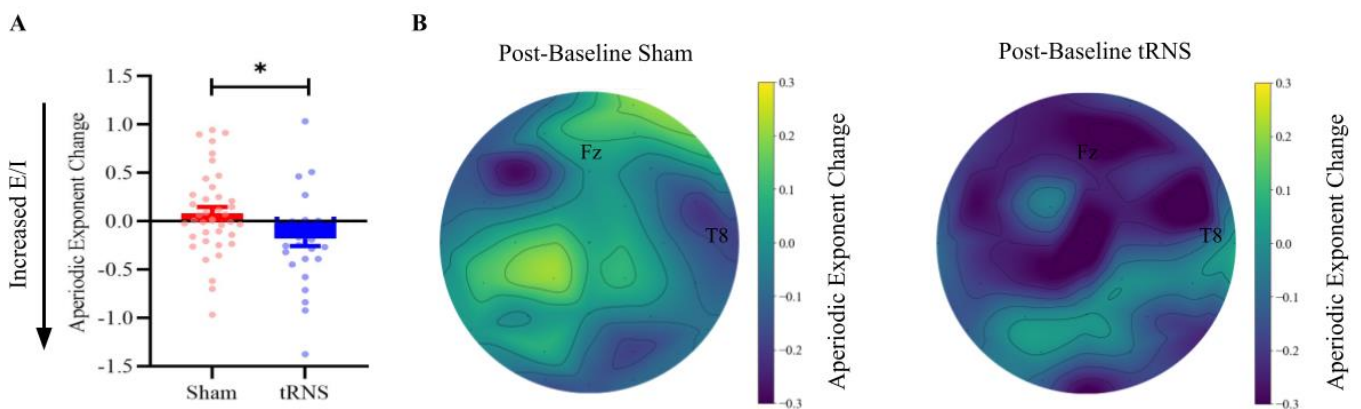 A
Increased E/I
Aperiodic Exponent Change
1.5
1.0
0.5
0.0
-0.5
-1.0
-1.5
*
Sham
tRNS
B
Post-Baseline Sham
Fz
T8
0.3
0.2
0.1
0.0
−0.1
−0.2
−0.3
Aperiodic Exponent Change
Post-Baseline tRNS
Fz
T8
0.3
0.2
0.1
0.0
−0.1
−0.2
−0.3
Aperiodic Exponent Change